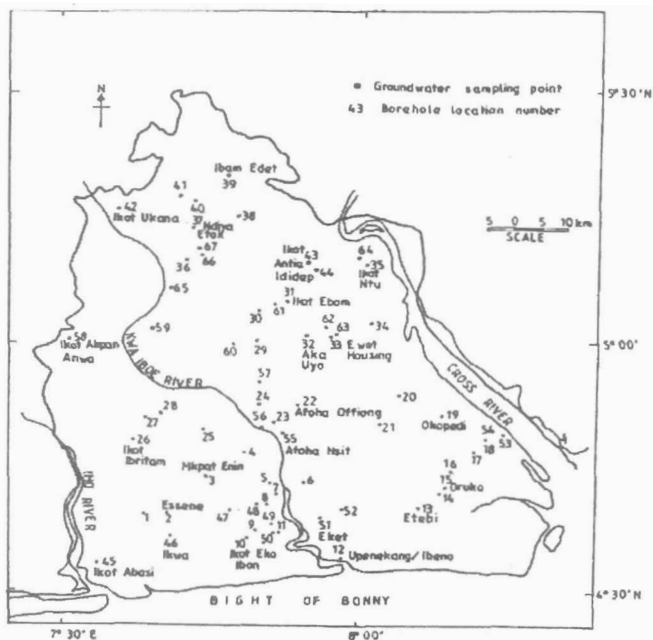 N
• Groundwater sampling point
43 Borehole location number
5° 30' N
Ibam Edet
39
41
42
Ikot Ukana
40
37
Ndiya
Etok
38
67
66
36
65
5 0 10 km
SCALE
Ikot
Antia
Ididep
43
44
64
35
Ikot
Ntu
31
Ikot Ebom
61
30
59
58
Ikot Akpan
Anwa
KWA IBOE RIVER
60
29
62
63
34
32
Aka
Uyo
33
Ewet
Housing
5° 00
CROSS RIVER
57
24
56
22
Afaha Offiong
23
55
Afaha Nsit
20
21
19
Okopedi
54
53
18
17
28
27
26
Ikot
Ibritam
25
4
Mkpat Enin
3
5
7
6
8
16
15
Oruko
14
IMO RIVER
Essene
1
2
47
48
49
9
11
50
10
Ikot Eko
Ibon
46
Ikwa
52
51
Eket
13
Etebi
12
Upenekang/Ibeno
45
Ikot Abasi
4° 30' N
BIGHT OF BONNY
7° 30' E
8° 00